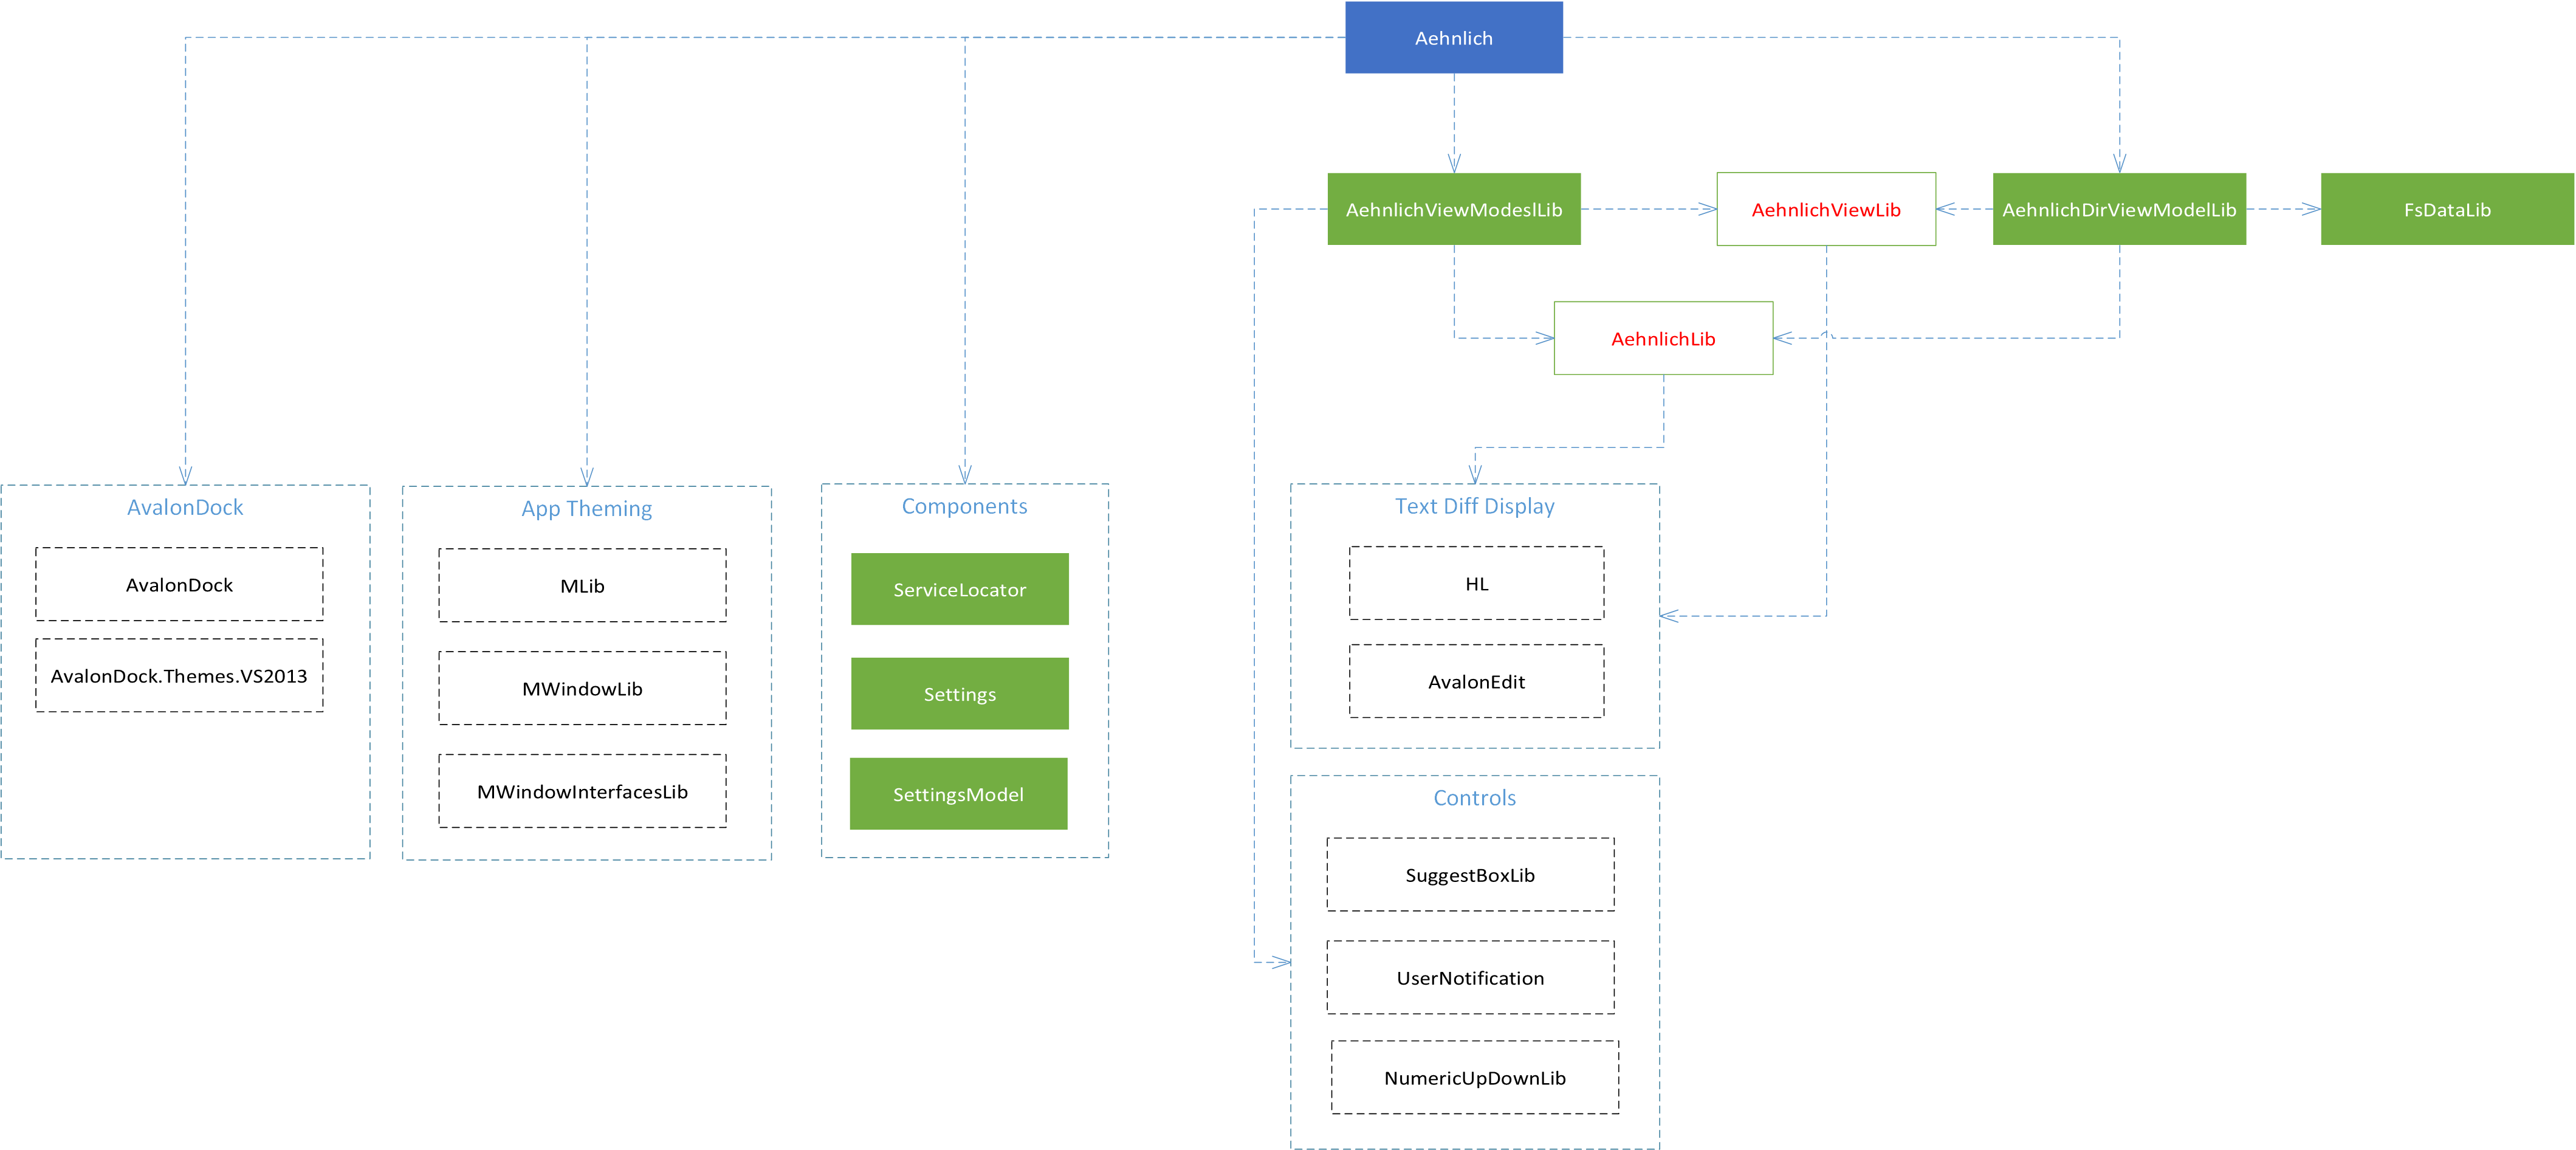 Aehnlich
AehnlichViewModeslLib
AehnlichViewLib
AehnlichDirViewModelLib
FsDataLib
AehnlichLib
AvalonDock
AvalonDock
AvalonDock.Themes.VS2013
App Theming
MLib
MWindowLib
MWindowInterfacesLib
Components
ServiceLocator
Settings
SettingsModel
Text Diff Display
HL
AvalonEdit
Controls
SuggestBoxLib
UserNotification
NumericUpDownLib